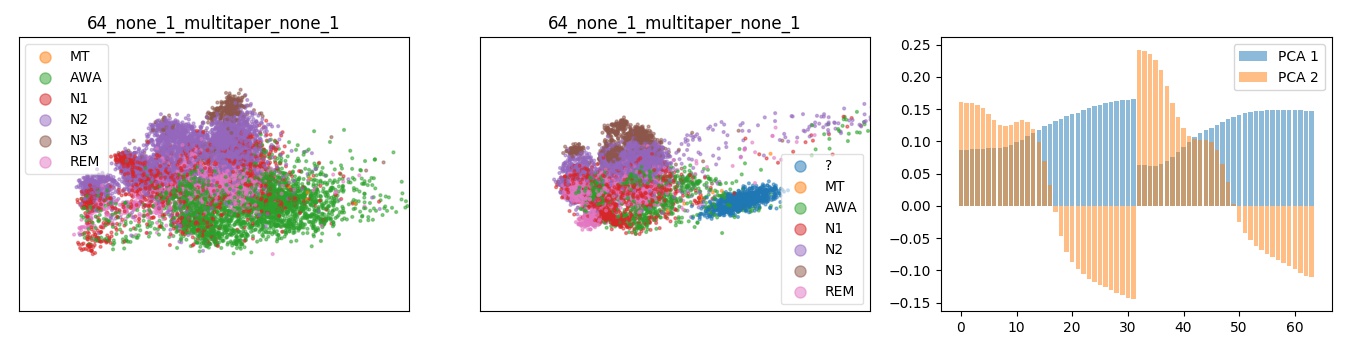 64_none_1_multitaper_none_1
MT
AWA
N1
N2
N3
REM
64_none_1_multitaper_none_1
?
MT
AWA
N1
N2
N3
REM
PCA 1
PCA 2
0.25
0.20
0.15
0.10
0.05
0.00
−0.05
−0.10
−0.15
0 10 20 30 40 50 60